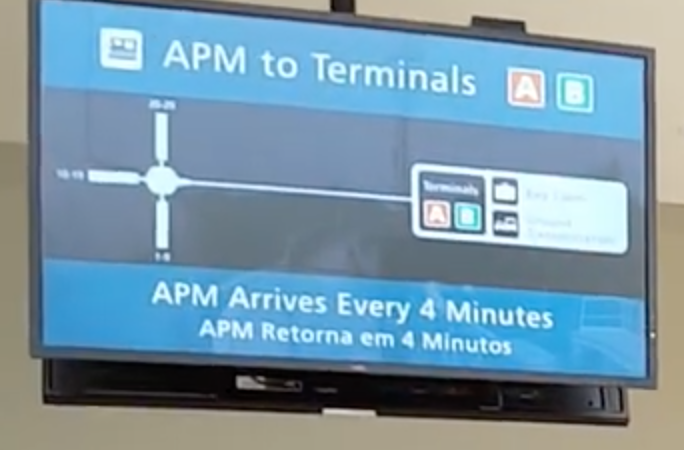 APM to Terminals A B
20-29
10-19
Terminals
A B
1-9
APM Arrives Every 4 Minutes
APM Retorna em 4 Minutos